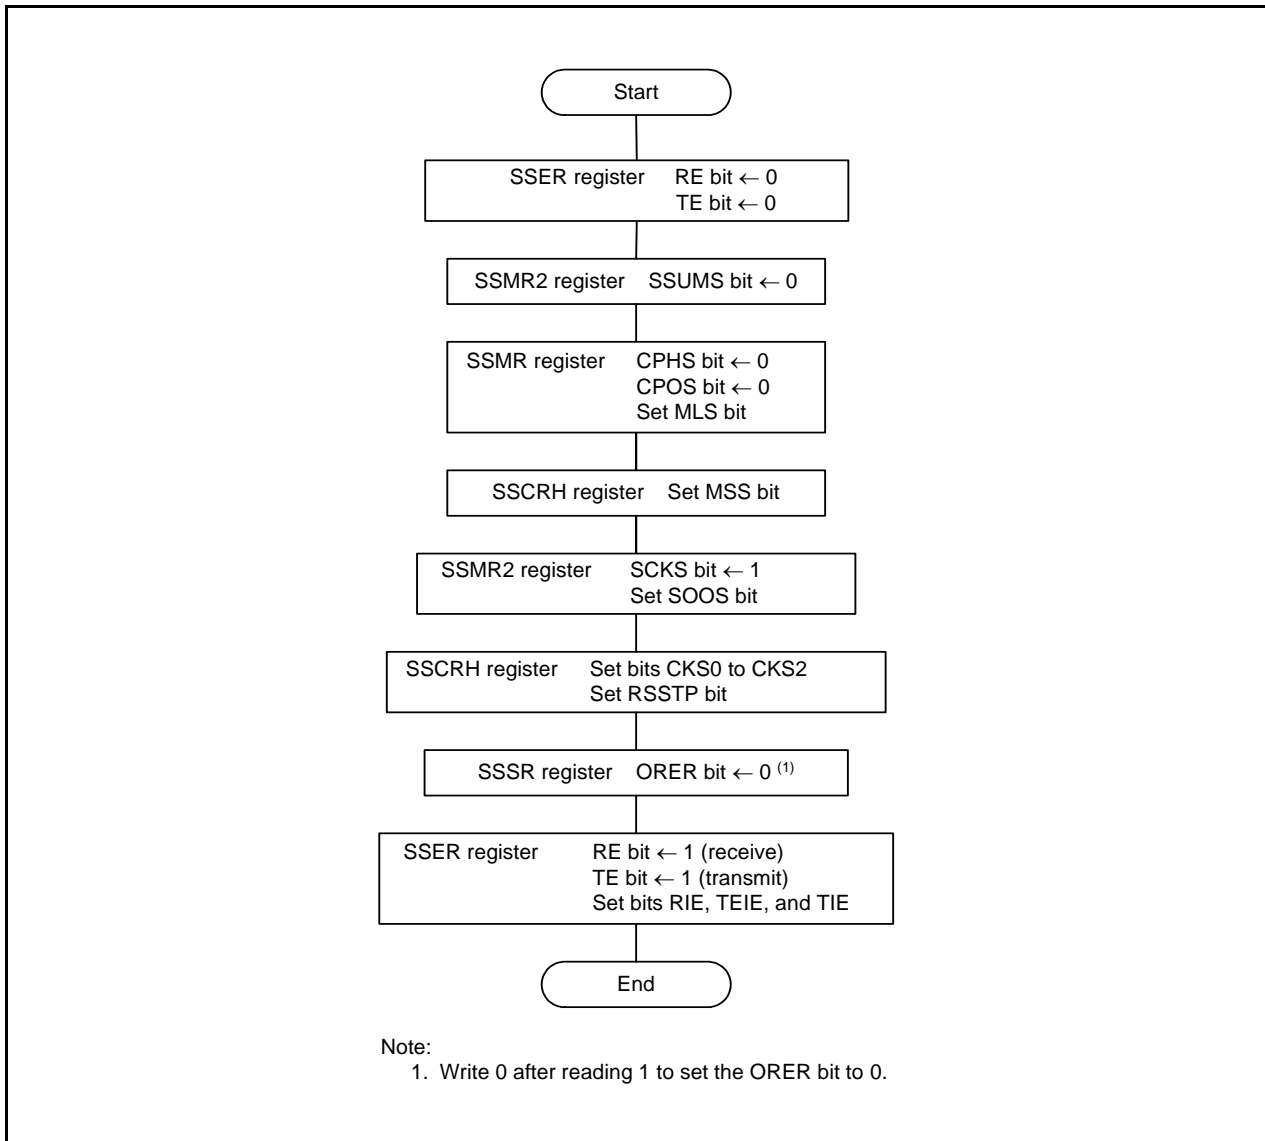 Start
SSER register RE bit ← 0
TE bit ← 0
SSMR2 register SSUMS bit ← 0
SSMR register CPHS bit ← 0
CPOS bit ← 0
Set MLS bit
SSCRH register Set MSS bit
SSMR2 register SCKS bit ← 1
Set SOOS bit
SSCRH register Set bits CKS0 to CKS2
Set RSSTP bit
SSSR register ORER bit ← 0 (1)
SSER register RE bit ← 1 (receive)
TE bit ← 1 (transmit)
Set bits RIE, TEIE, and TIE
End
Note:
1. Write 0 after reading 1 to set the ORER bit to 0.